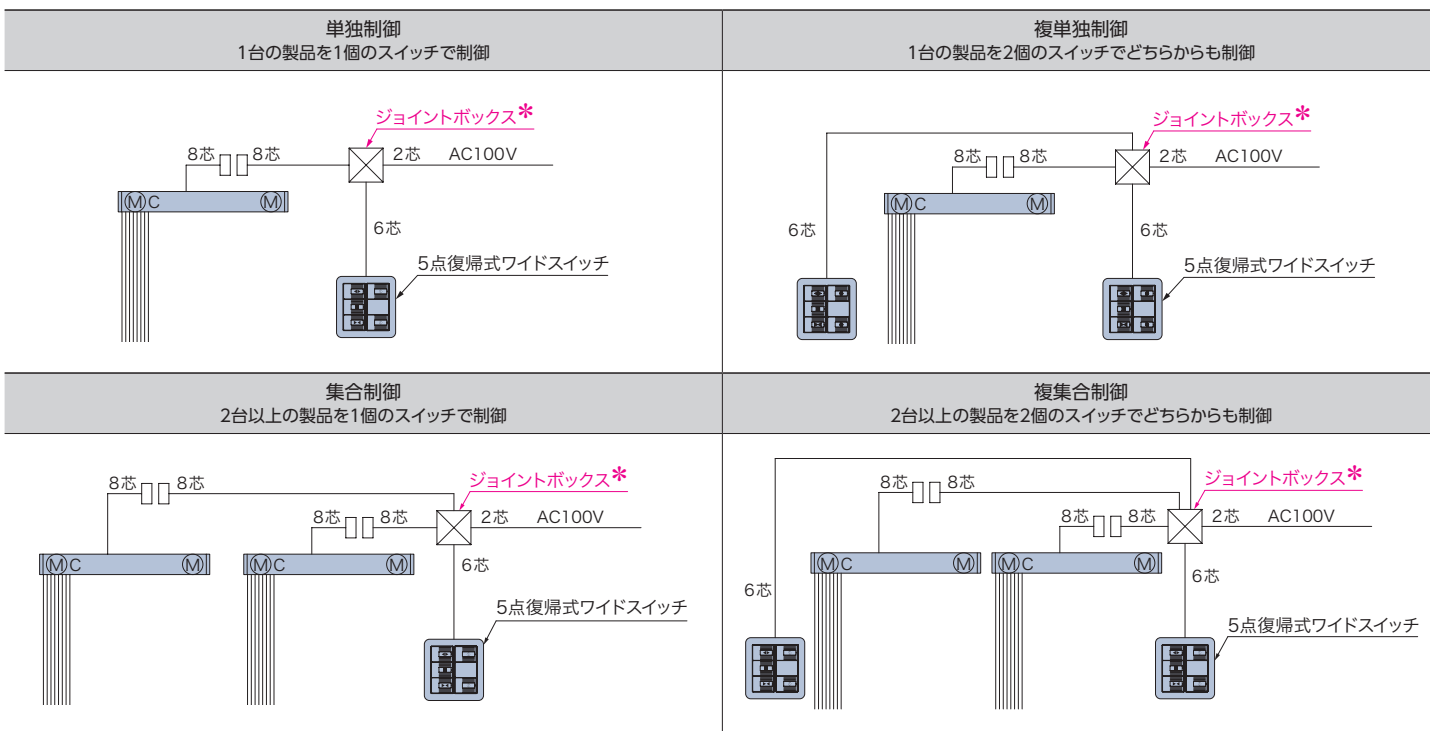 単独制御
1台の製品を1個のスイッチで制御
ジョイントボックス*
8芯 8芯 2芯 AC100V
M C M
6芯
5点復帰式ワイドスイッチ
複単独制御
1台の製品を2個のスイッチでどちらからも制御
ジョイントボックス*
8芯 8芯 2芯 AC100V
M C M
6芯 6芯
5点復帰式ワイドスイッチ
集合制御
2台以上の製品を1個のスイッチで制御
8芯 8芯 ジョイントボックス*
8芯 8芯 2芯 AC100V
M C M M C M
6芯
5点復帰式ワイドスイッチ
複集合制御
2台以上の製品を2個のスイッチでどちらからも制御
8芯 8芯 ジョイントボックス*
8芯 8芯 2芯 AC100V
M C M M C M
6芯 6芯
5点復帰式ワイドスイッチ